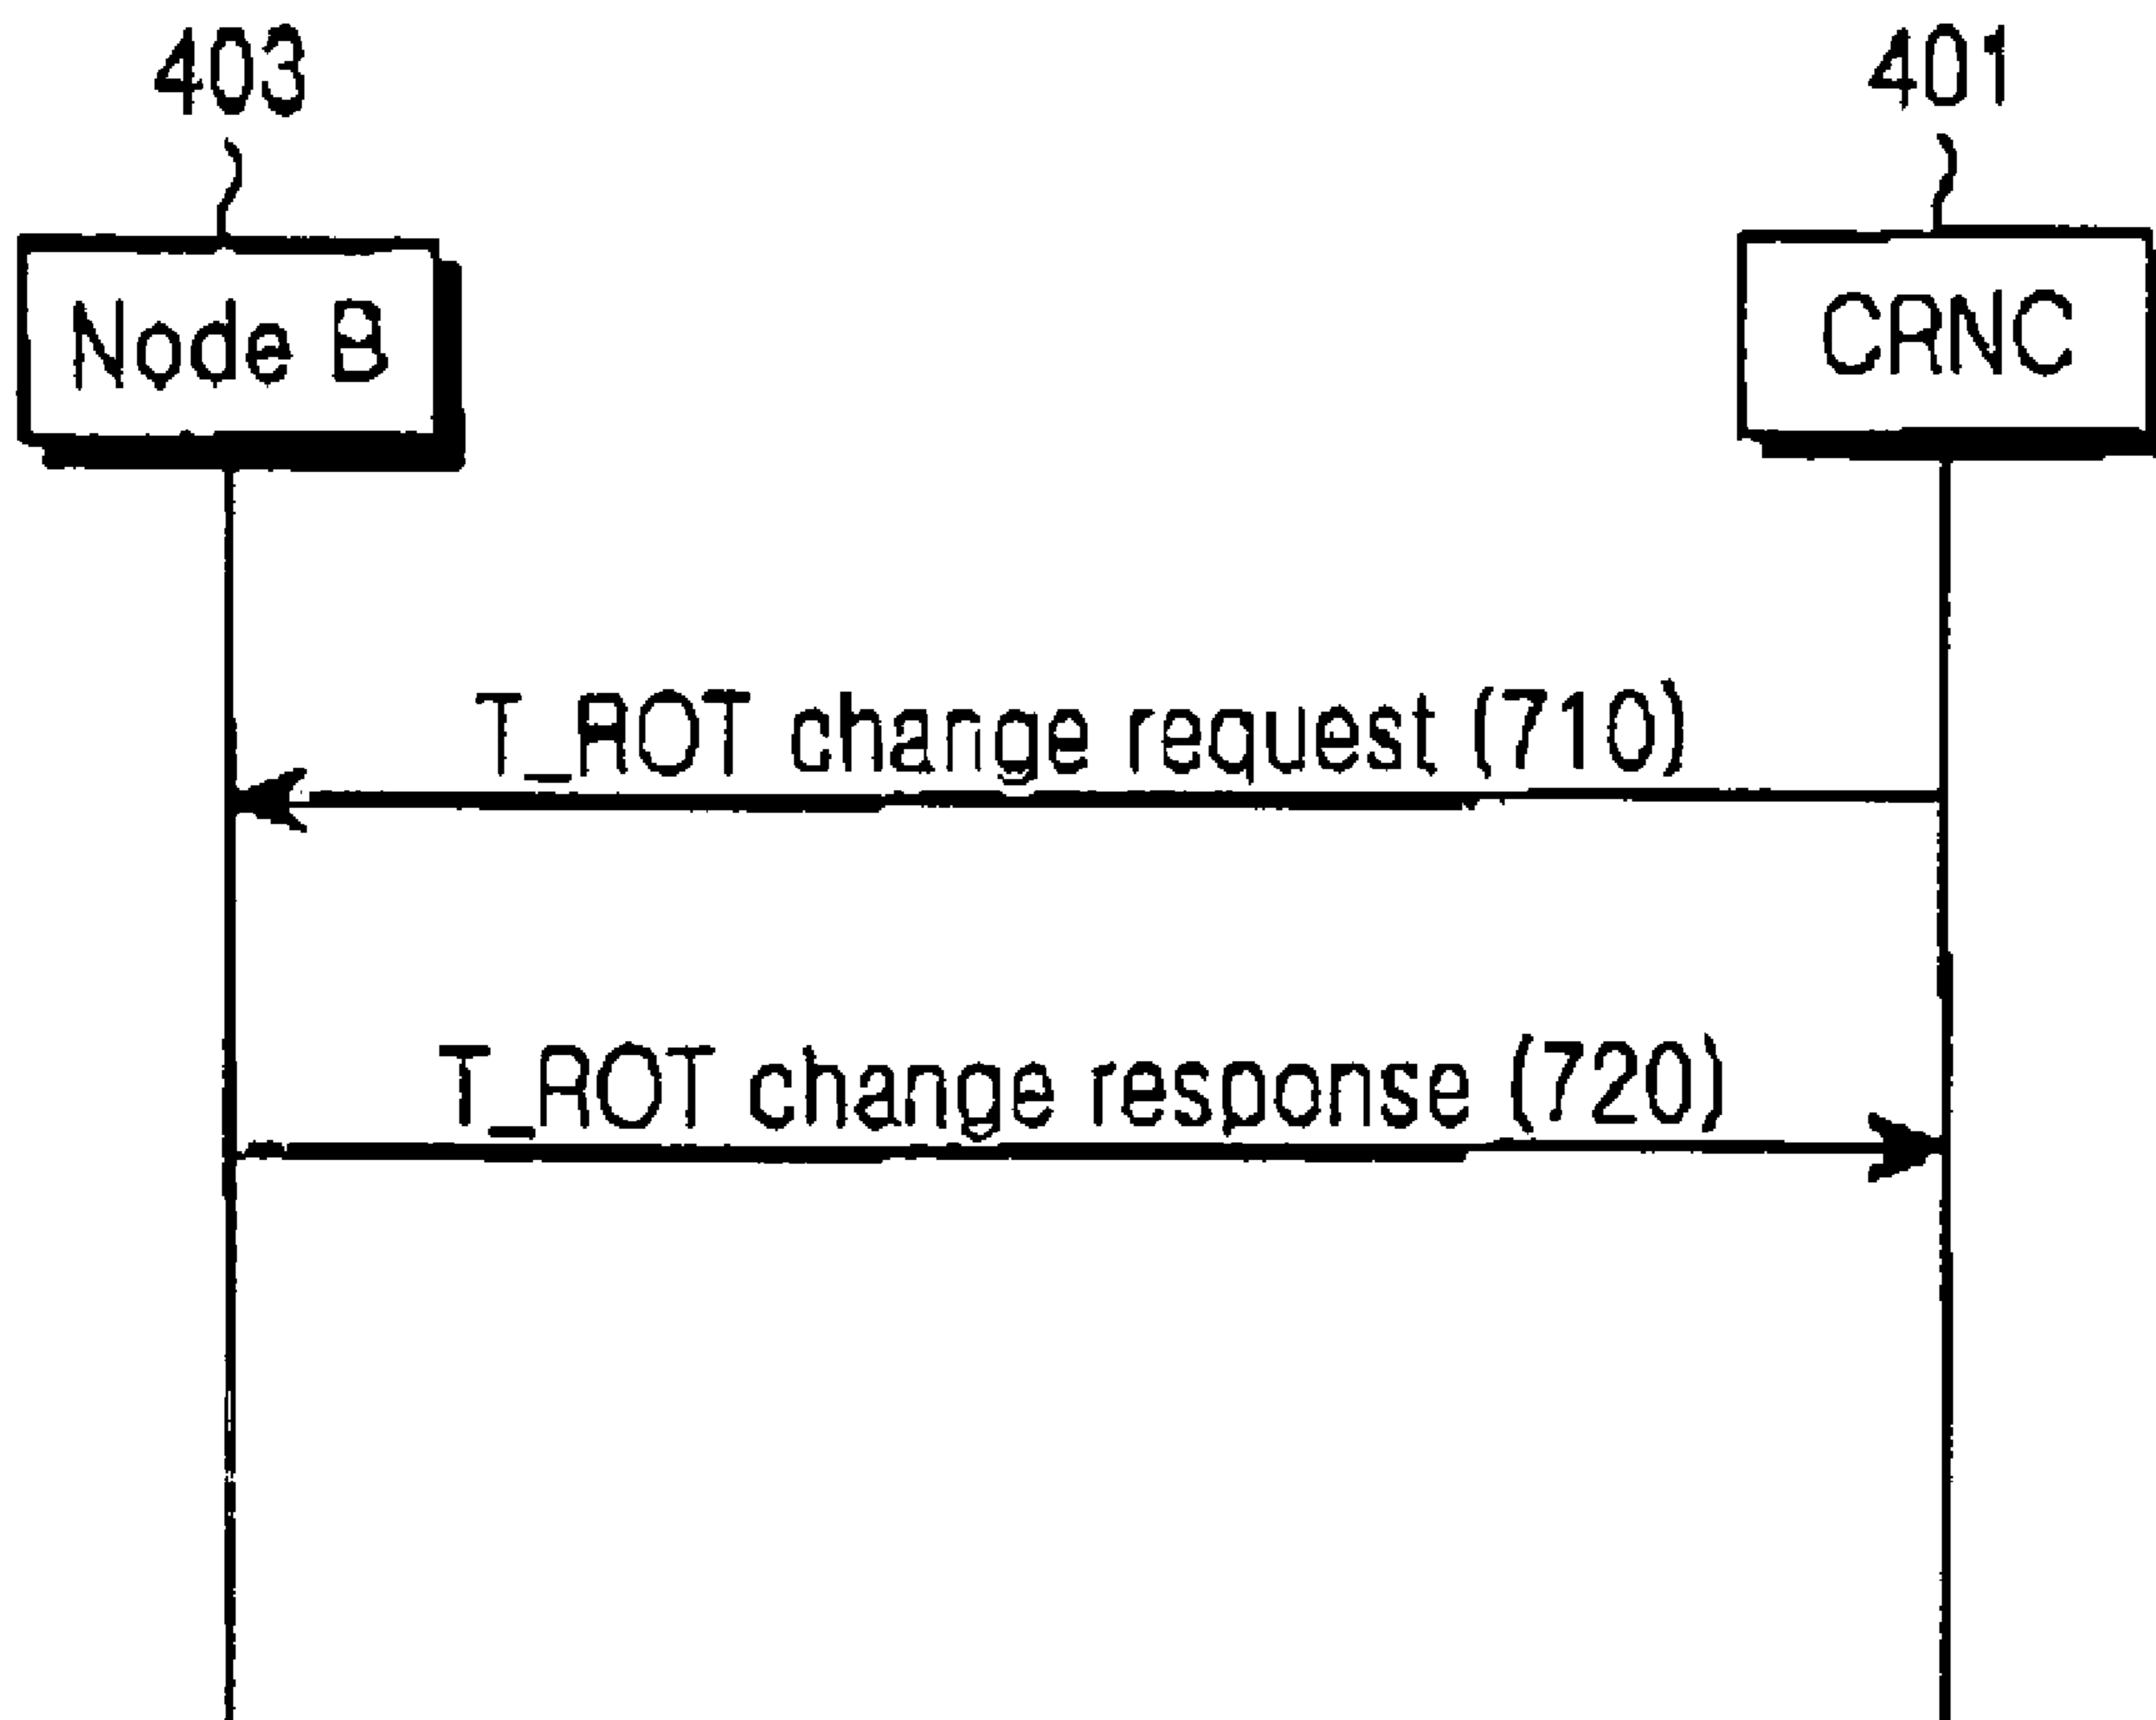 403 401
Node B CRNC
T_ROT change request (710)
T_ROT change response (720)